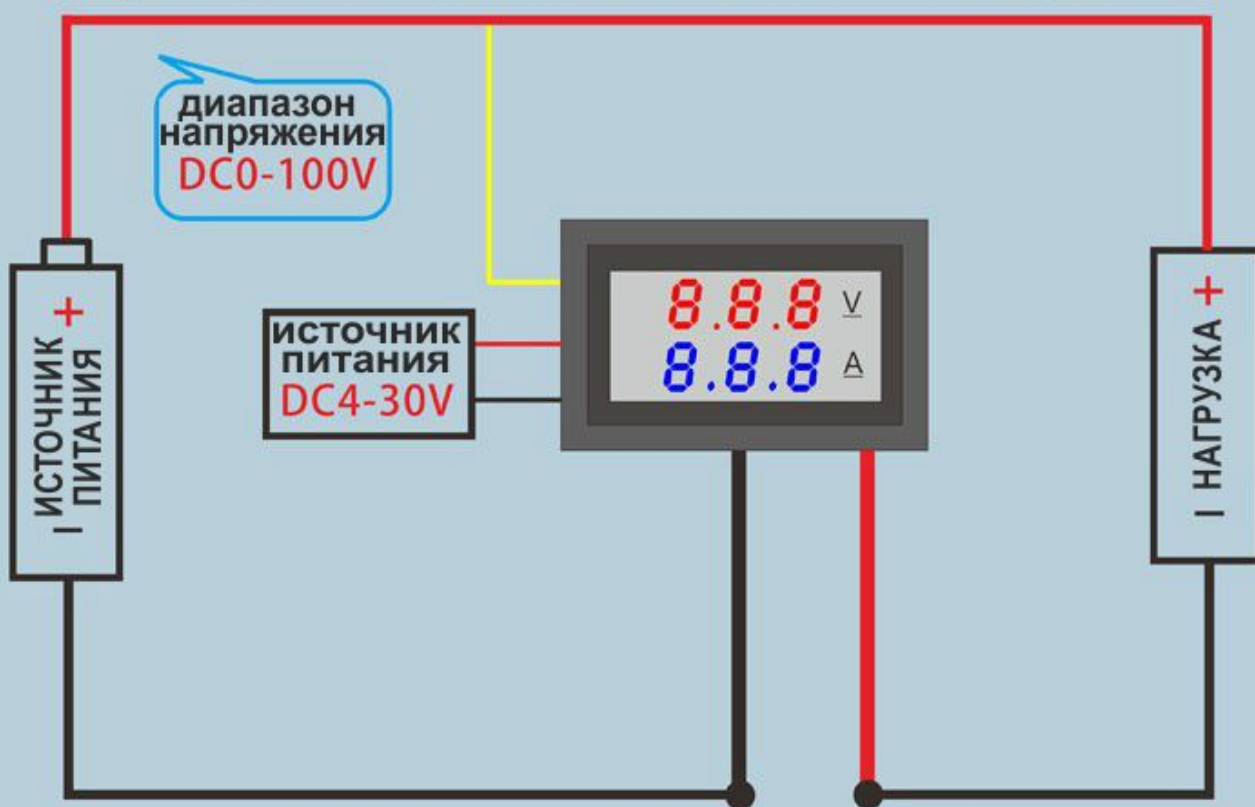 диапазон
напряжения
DC0-100V
+
ИСТОЧНИК
ПИТАНИЯ
−
источник
питания
DC4-30V
8.8.8 V
8.8.8 A
+
НАГРУЗКА
−